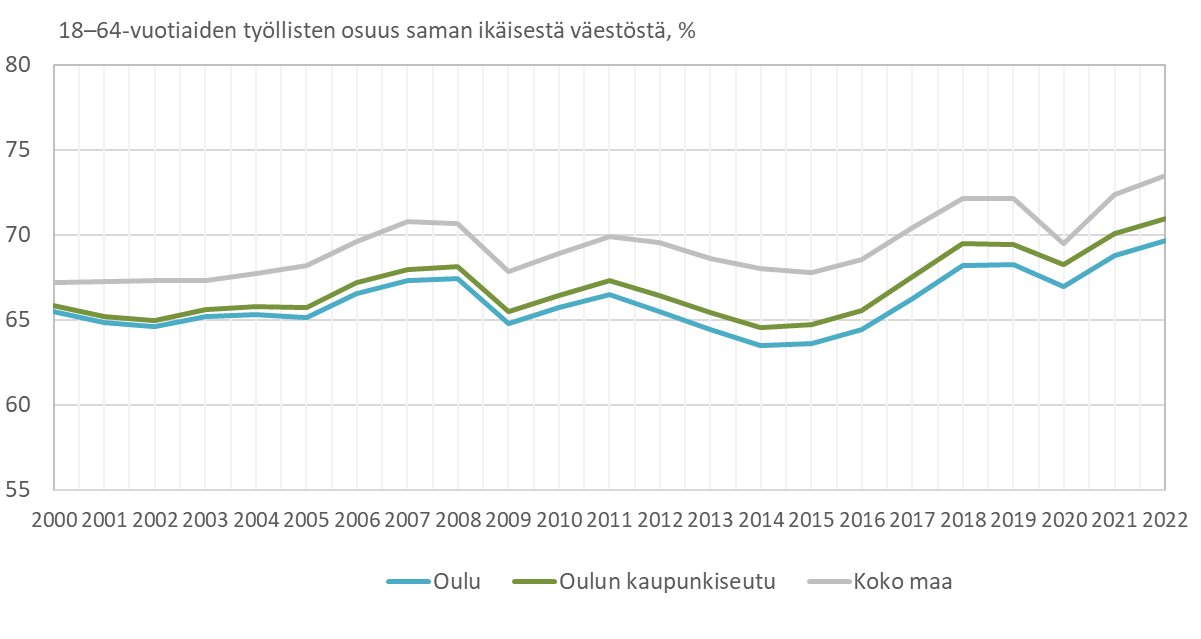 18–64-vuotiaiden työllisten osuus saman ikäisestä väestöstä, %
80
75
70
65
60
55
2000 2001 2002 2003 2004 2005 2006 2007 2008 2009 2010 2011 2012 2013 2014 2015 2016 2017 2018 2019 2020 2021 2022
Oulu Oulun kaupunkiseutu Koko maa